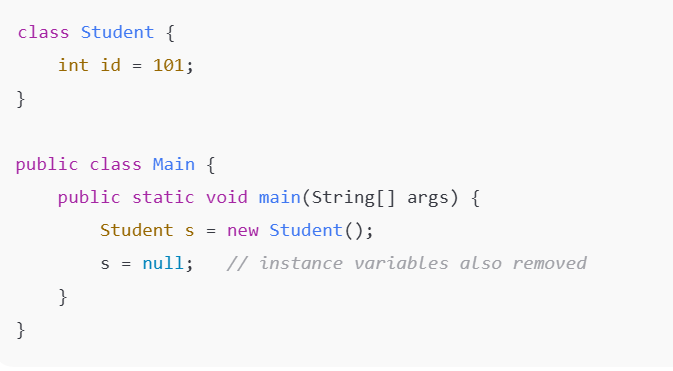 class Student {
    int id = 101;
}

public class Main {
    public static void main(String[] args) {
        Student s = new Student();
        s = null;   // instance variables also removed
    }
}